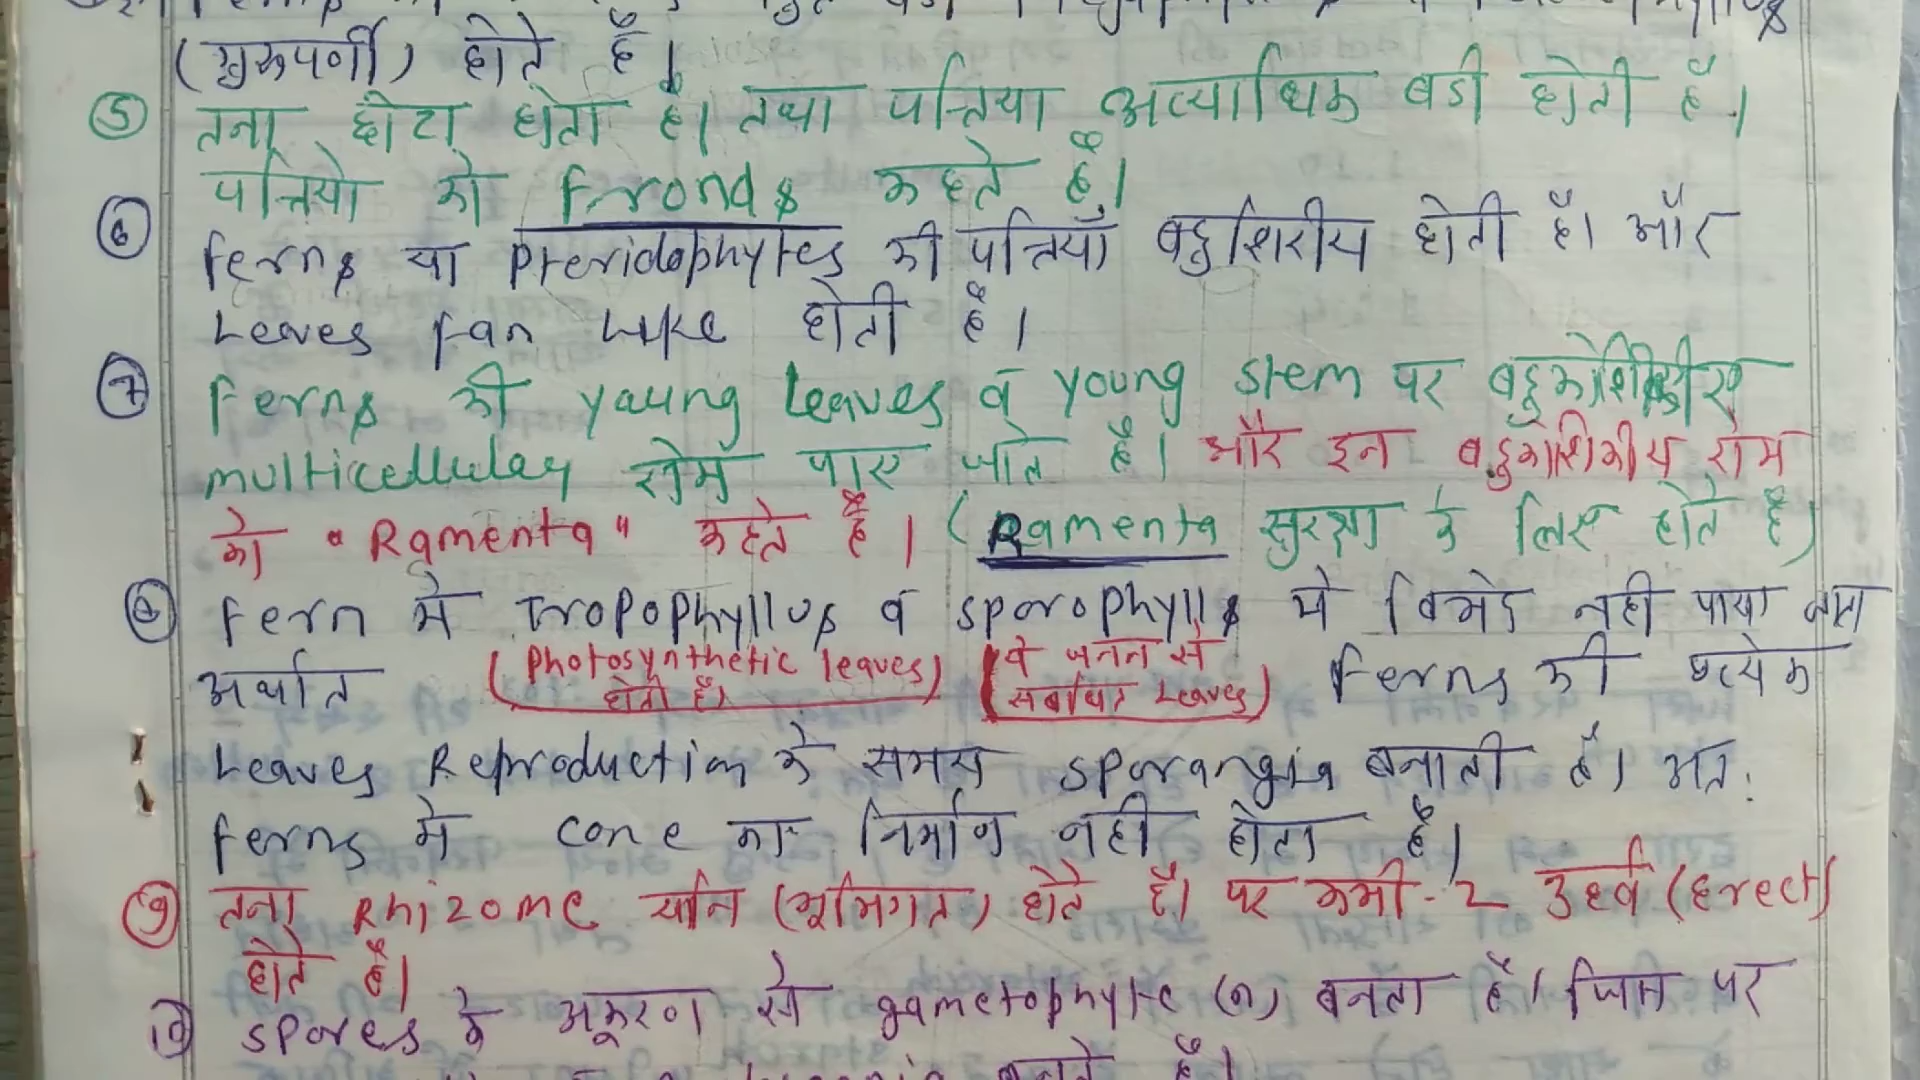 (गुरुपर्णी) होते हैं।
⑤ तना छोटा होता है। तथा पत्तिया अत्याधिक बडी होती हैं।
पत्तियो को Fronds कहते हैं।
⑥ ferns या Pteridophytes की पत्तियाँ बहुशिरीय होती हैं। और
Leaves fan like होती हैं।
⑦ Ferns की young leaves व young stem पर
multicellular रोम पाए जाते हैं। और इन बहुकोशिकीय रोम
को "Ramenta" कहते हैं। (Ramenta सुरक्षा के लिए होते हैं)
⑧ Fern मे Tropophyllus व sporophylls मे विभेद नही पाया जाता
अर्थात (Photosynthetic leaves होती हैं) (वे जनन से संबंधित Leaves) Ferns की प्रत्येक
Leaves Reproduction के समय sporangia बनाती हैं। अत:
Ferns मे cone का निर्माण नही होता हैं।
⑨ तना Rhizome यानि (भूमिगत) होते हैं। पर कभी-2 उर्ध्व (Erect)
होते हैं।
⑩ spores के अंकुरण से gametophyte (n) बनता हैं। जिस पर
बनते हैं।